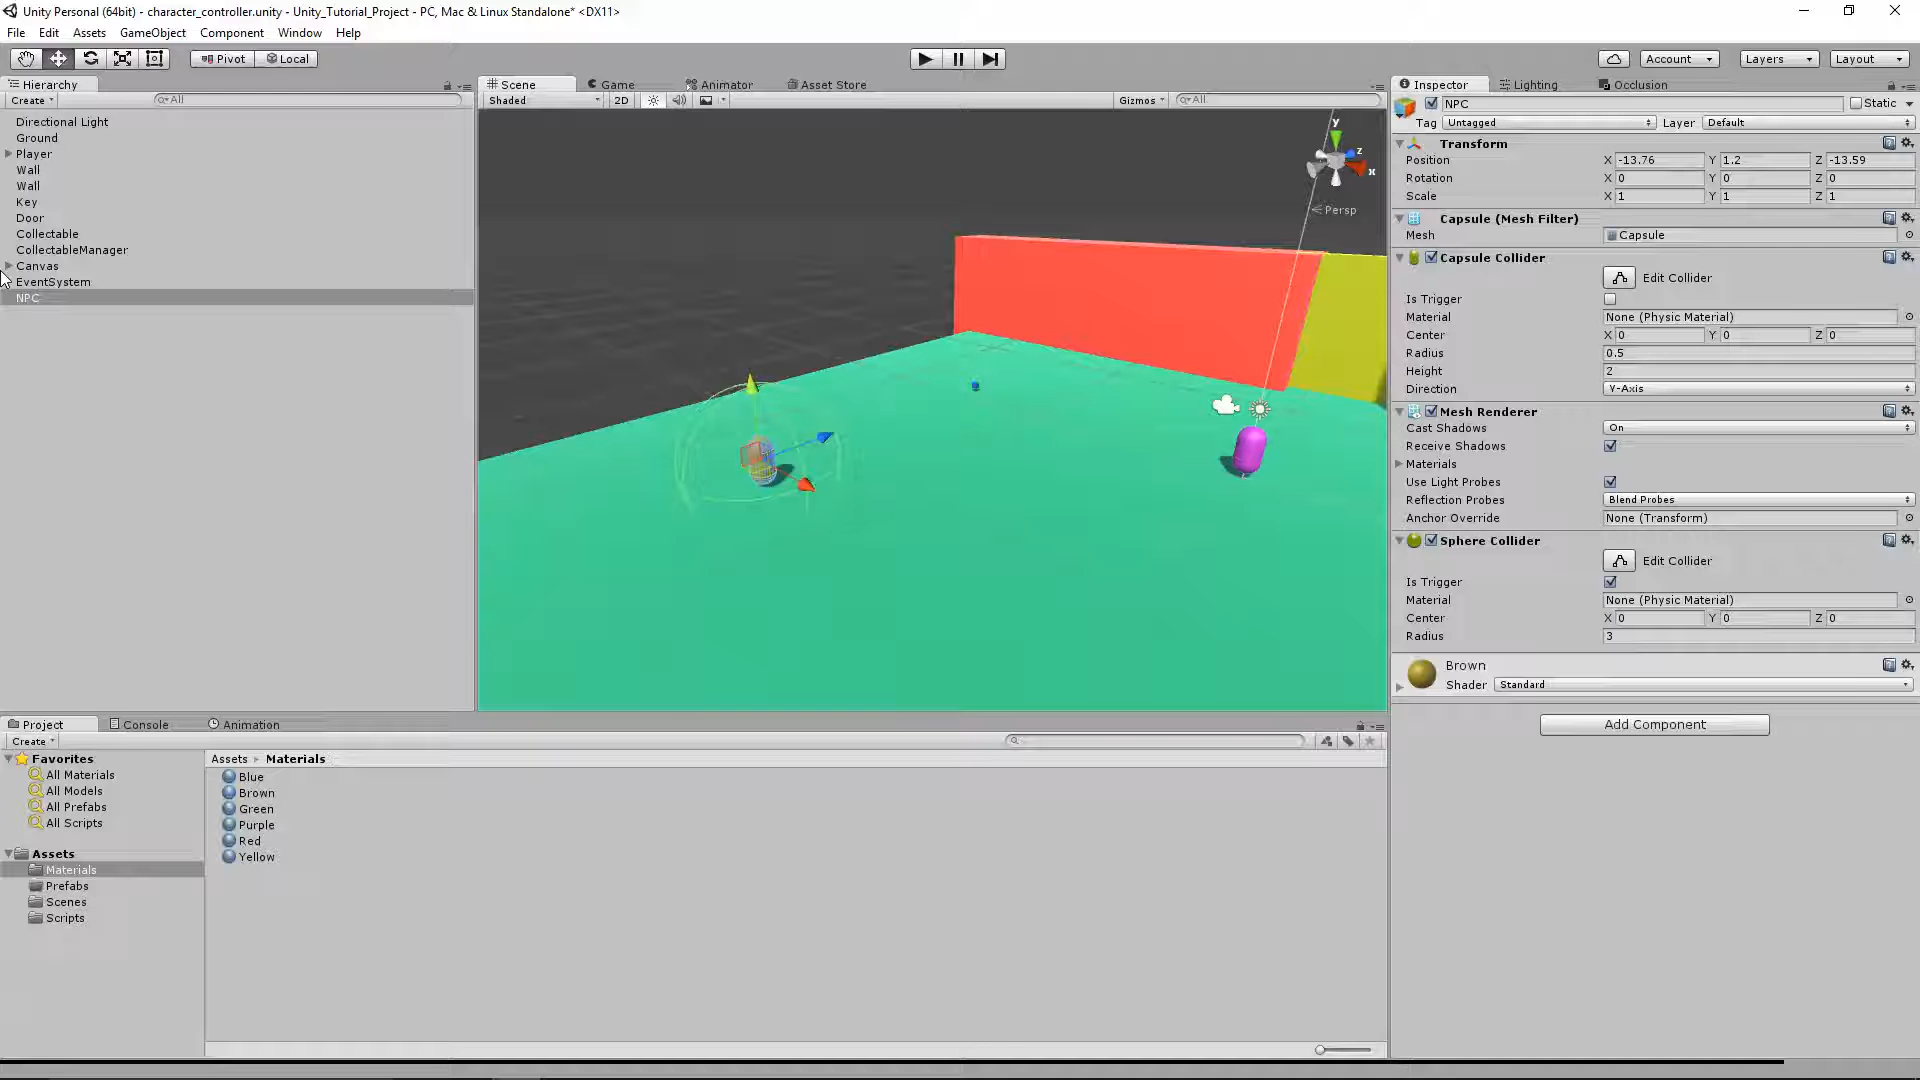 Unity Personal (64bit) - character_controller.unity - Unity_Tutorial_Project - PC, Mac & Linux Standalone* <DX11>
File Edit Assets GameObject Component Window Help
Pivot Local Account Layers Layout
Hierarchy
Create All
Directional Light
Ground
Player
Wall
Wall
Key
Door
Collectable
CollectableManager
Canvas
EventSystem
NPC
Scene Game Animator Asset Store
Shaded 2D Gizmos All
y
z
x
Persp
Inspector Lighting Occlusion
NPC Static
Tag Untagged Layer Default
Transform
Position X -13.76 Y 1.2 Z -13.59
Rotation X 0 Y 0 Z 0
Scale X 1 Y 1 Z 1
Capsule (Mesh Filter)
Mesh Capsule
Capsule Collider
Edit Collider
Is Trigger
Material None (Physic Material)
Center X 0 Y 0 Z 0
Radius 0.5
Height 2
Direction Y-Axis
Mesh Renderer
Cast Shadows On
Receive Shadows
Materials
Use Light Probes
Reflection Probes Blend Probes
Anchor Override None (Transform)
Sphere Collider
Edit Collider
Is Trigger
Material None (Physic Material)
Center X 0 Y 0 Z 0
Radius 3
Brown
Shader Standard
Add Component
Project Console Animation
Create
Favorites
All Materials
All Models
All Prefabs
All Scripts
Assets
Materials
Prefabs
Scenes
Scripts
Assets Materials
Blue
Brown
Green
Purple
Red
Yellow